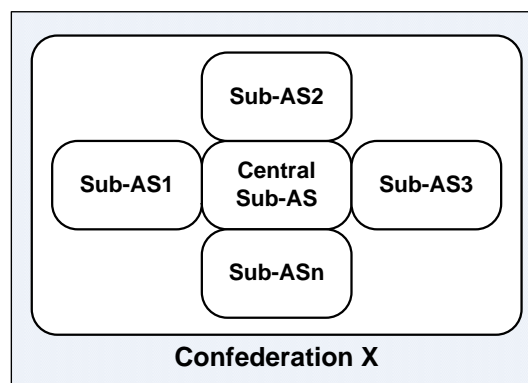 Sub-AS2
Sub-AS1
Central
Sub-AS
Sub-AS3
Sub-ASn
Confederation X